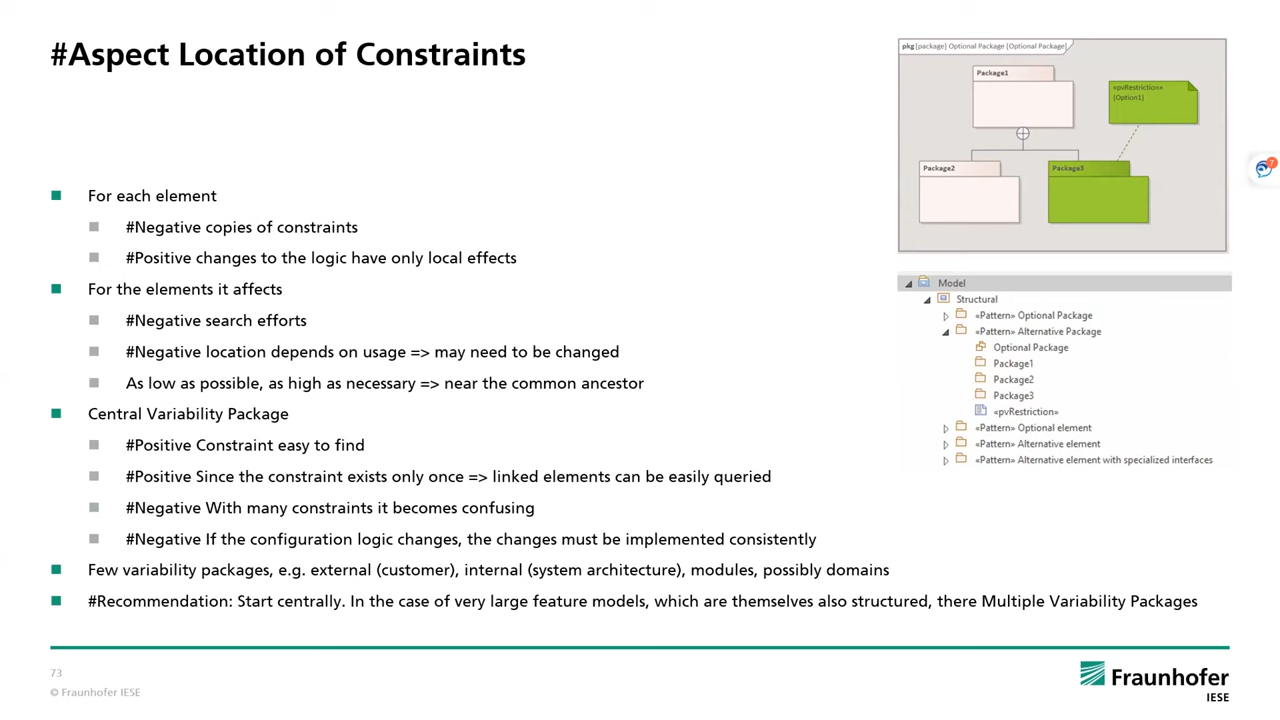 #Aspect Location of Constraints
For each element
#Negative copies of constraints
#Positive changes to the logic have only local effects
For the elements it affects
#Negative search efforts
#Negative location depends on usage => may need to be changed
As low as possible, as high as necessary => near the common ancestor
Central Variability Package
#Positive Constraint easy to find
#Positive Since the constraint exists only once => linked elements can be easily queried
#Negative With many constraints it becomes confusing
#Negative If the configuration logic changes, the changes must be implemented consistently
Few variability packages, e.g. external (customer), internal (system architecture), modules, possibly domains
#Recommendation: Start centrally. In the case of very large feature models, which are themselves also structured, there Multiple Variability Packages
pkg [package] Optional Package [Optional Package]
Package1
«pvRestriction»
{Option1}
Package2
Package3
7
Model
Structural
«Pattern» Optional Package
«Pattern» Alternative Package
Optional Package
Package1
Package2
Package3
«pvRestriction»
«Pattern» Optional element
«Pattern» Alternative element
«Pattern» Alternative element with specialized interfaces
73
© Fraunhofer IESE
Fraunhofer
IESE